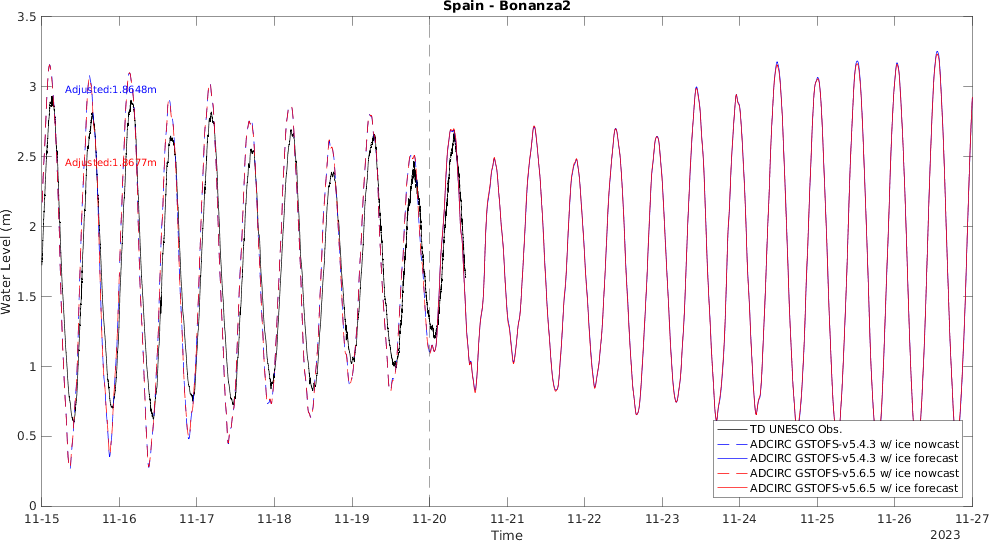 Spain - Bonanza2
3.5
3
2.5
2
1.5
1
0.5
0
Water Level (m)
Adjusted:1.8648m
Adjusted:1.8677m
TD UNESCO Obs.
ADCIRC GSTOFS-v5.4.3 w/ ice nowcast
ADCIRC GSTOFS-v5.4.3 w/ ice forecast
ADCIRC GSTOFS-v5.6.5 w/ ice nowcast
ADCIRC GSTOFS-v5.6.5 w/ ice forecast
11-15 11-16 11-17 11-18 11-19 11-20 11-21 11-22 11-23 11-24 11-25 11-26 11-27
Time
2023